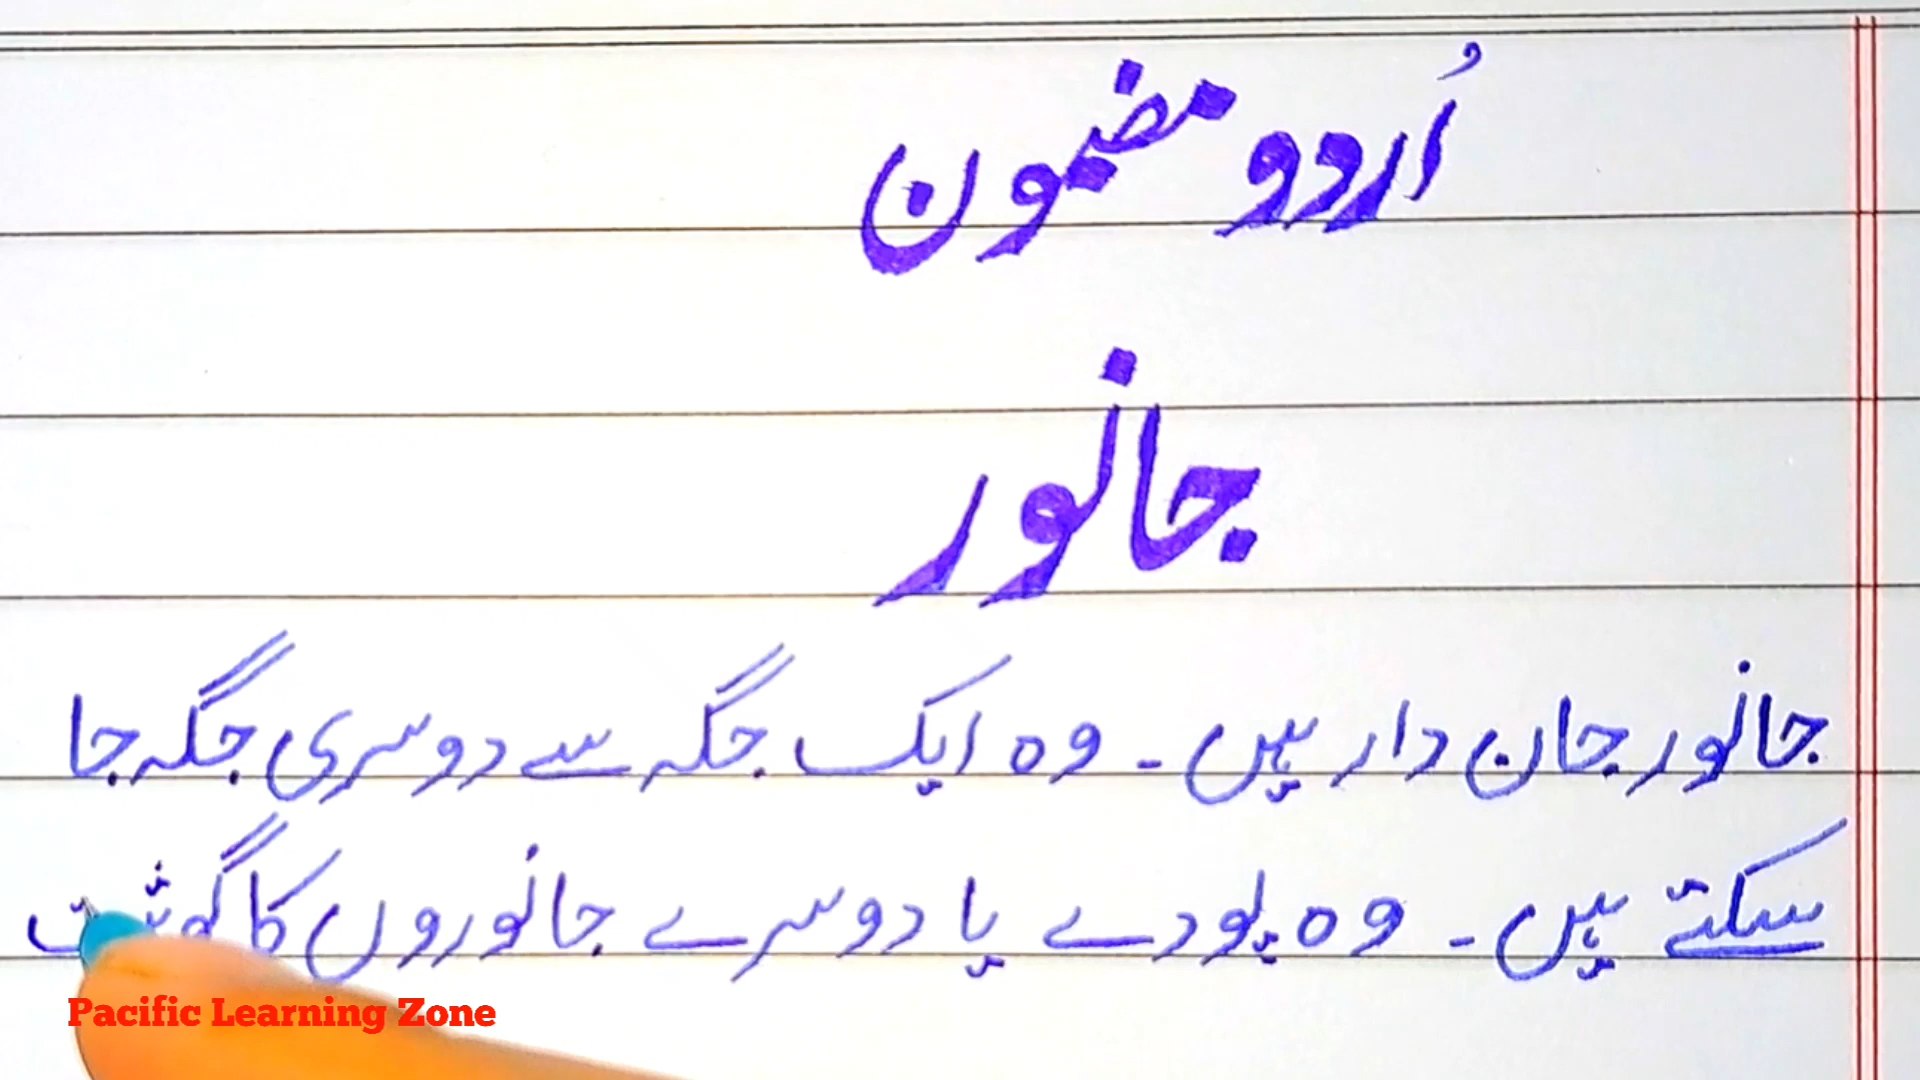 اُردو مضمون
جانور
جانور جان دار ہیں۔ وہ ایک جگہ سے دوسری جگہ جا
سکتے ہیں۔ وہ پودے یا دوسرے جانوروں کا گوشت
Pacific Learning Zone